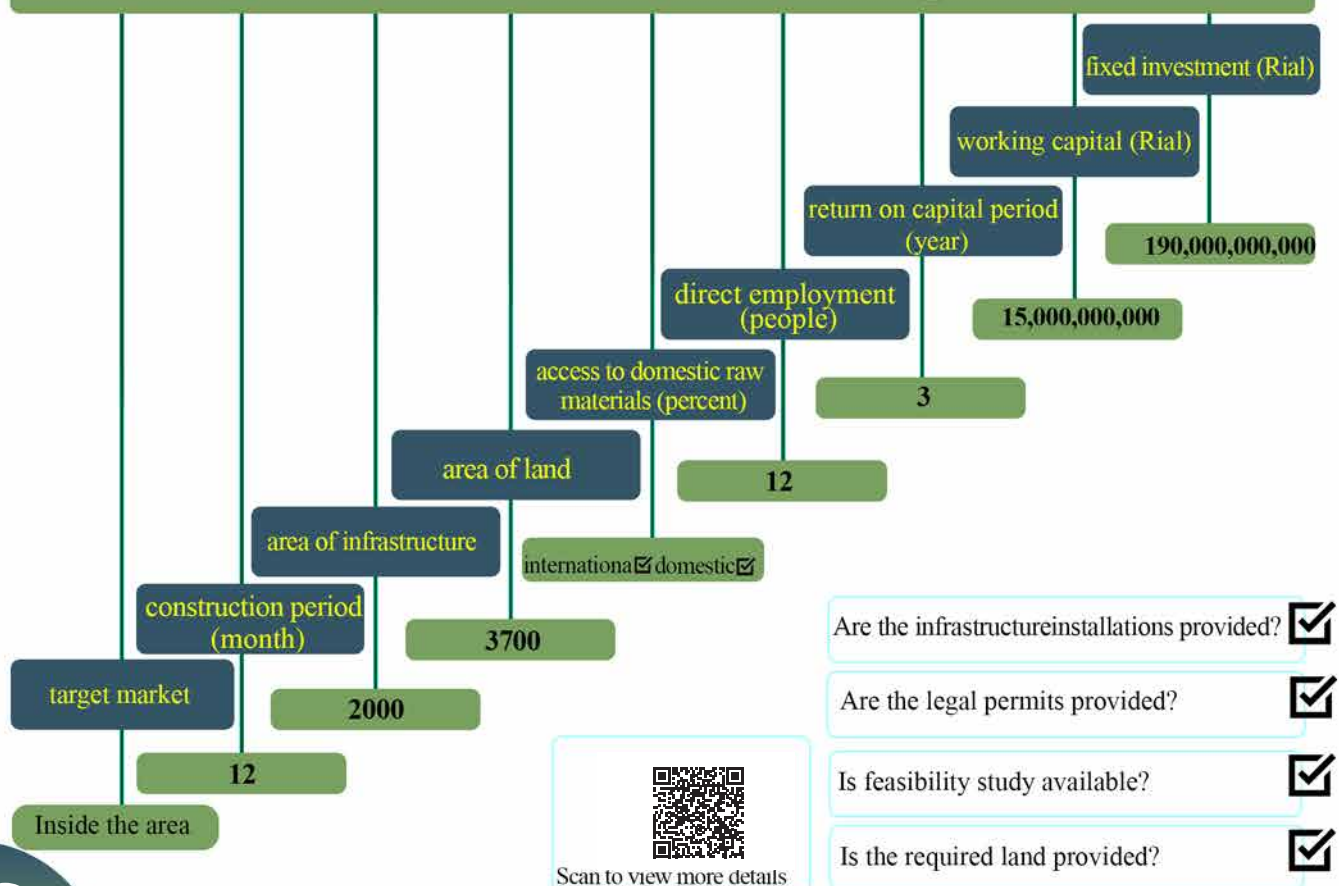 fixed investment (Rial)
190,000,000,000
working capital (Rial)
15,000,000,000
return on capital period
(year)
3
direct employment
(people)
12
access to domestic raw
materials (percent)
internationa domestic
area of land
3700
area of infrastructure
2000
construction period
(month)
12
target market
Inside the area
Are the infrastructureinstallations provided?
Are the legal permits provided?
Is feasibility study available?
Is the required land provided?
Scan to view more details